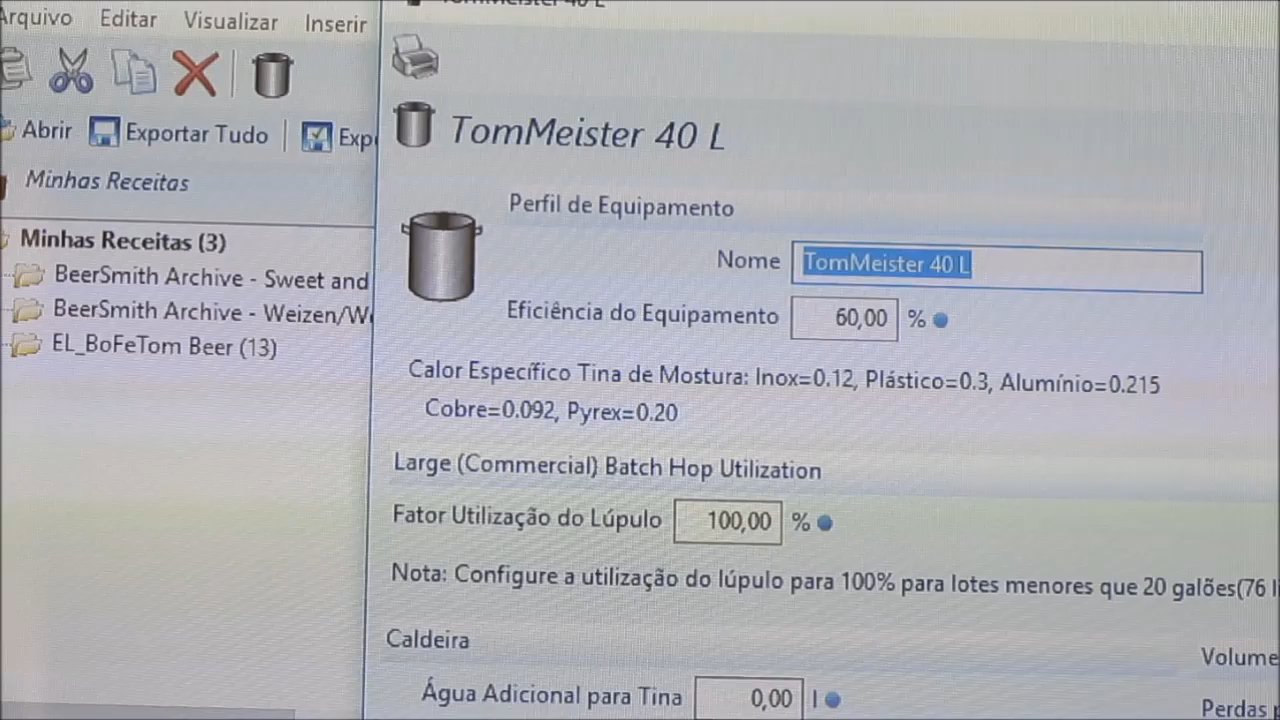 Arquivo Editar Visualizar Inserir
Abrir Exportar Tudo
Minhas Receitas
Minhas Receitas (3)
BeerSmith Archive - Sweet and
BeerSmith Archive - Weizen/W
EL_BoFeTom Beer (13)
TomMeister 40 L
TomMeister 40 L
Perfil de Equipamento
Nome TomMeister 40 L
Eficiência do Equipamento 60,00 %
Calor Específico Tina de Mostura: Inox=0.12, Plástico=0.3, Alumínio=0.215
Cobre=0.092, Pyrex=0.20
Large (Commercial) Batch Hop Utilization
Fator Utilização do Lúpulo 100,00 %
Nota: Configure a utilização do lúpulo para 100% para lotes menores que 20 galões(76 l
Caldeira
Volume
Água Adicional para Tina 0,00 l
Perdas